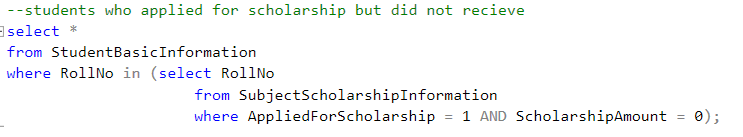 --students who applied for scholarship but did not recieve
select *
from StudentBasicInformation
where RollNo in (select RollNo
from SubjectScholarshipInformation
where AppliedForScholarship = 1 AND ScholarshipAmount = 0);